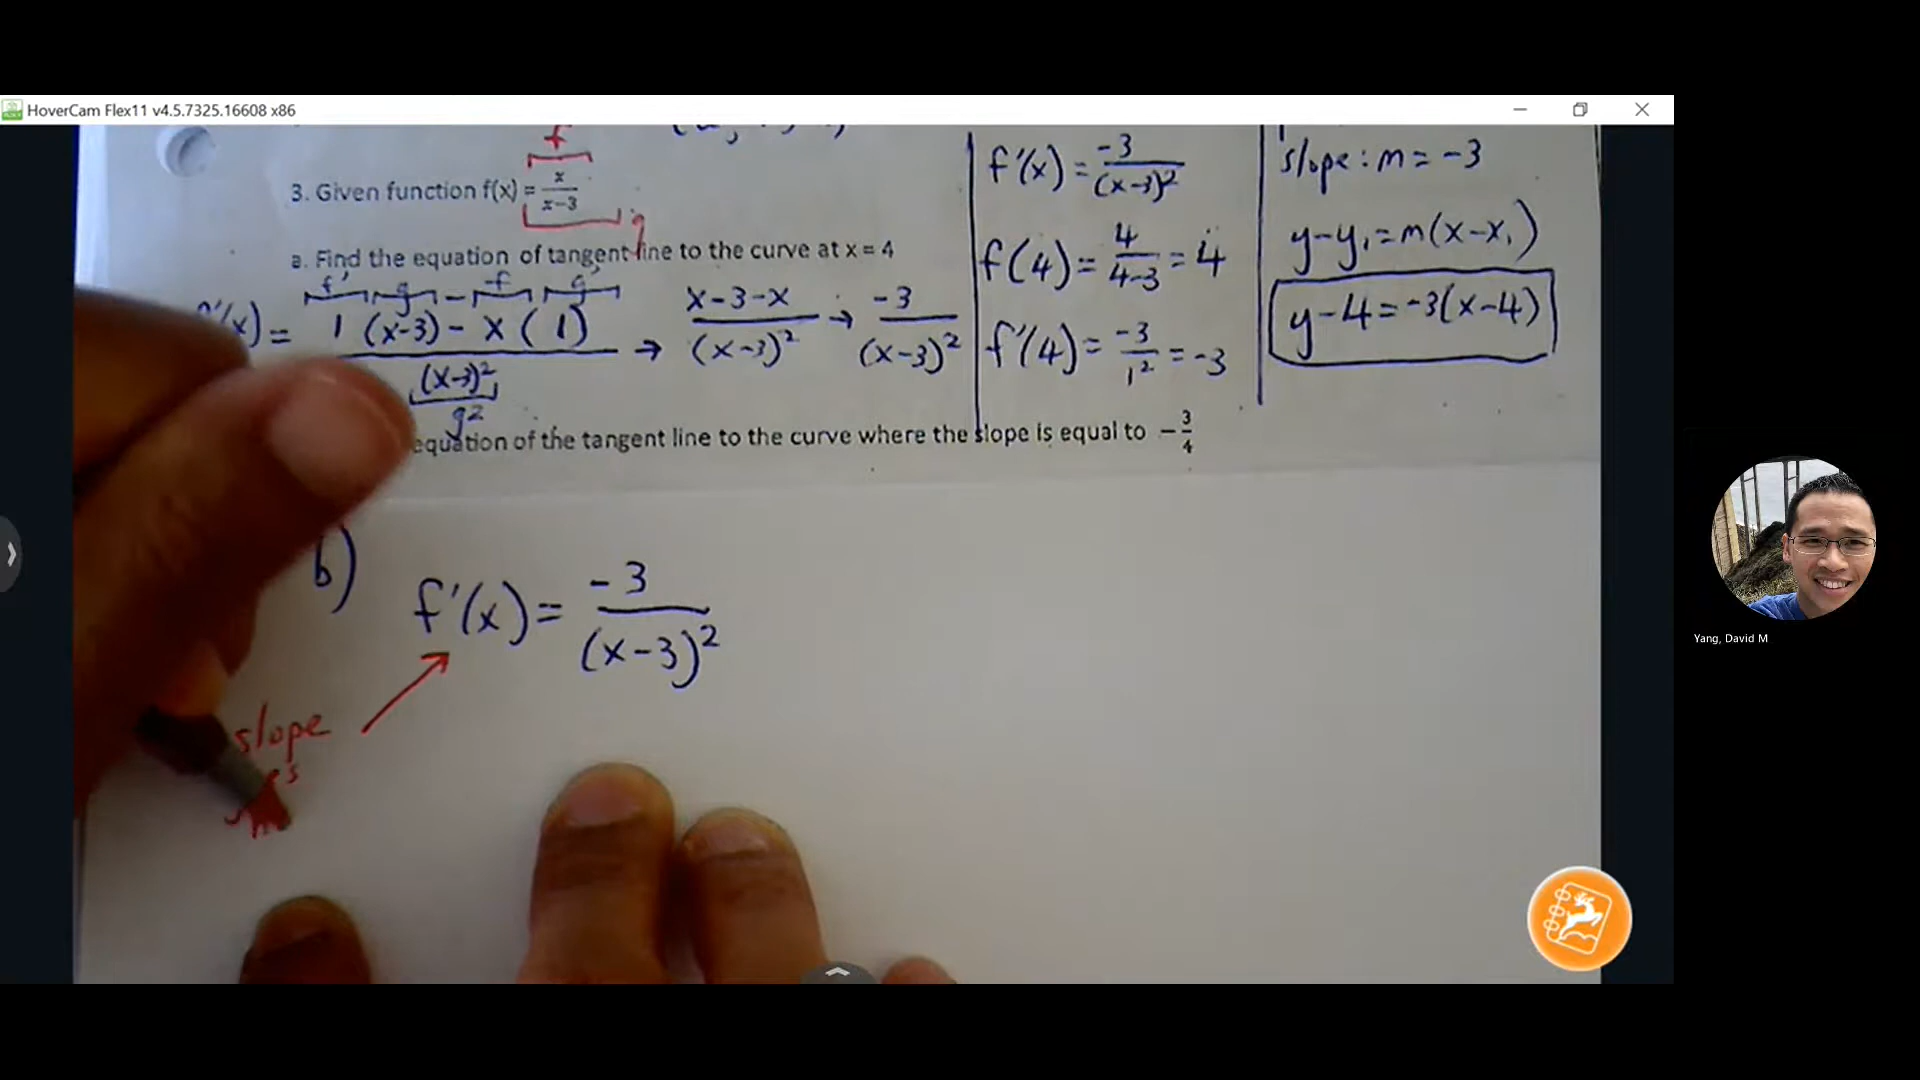 HoverCam Flex11 v4.5.7325.16608 x86
f
3. Given function f(x) = x/(x-3)
g
a. Find the equation of tangent line to the curve at x = 4
f' g - f g'
'(x) = 1 (x-3) - x ( 1 ) / (x-3)² → x-3-x / (x-3)² → -3 / (x-3)²
g²
f'(x) = -3 / (x-3)²
f(4) = 4 / 4-3 = 4
f'(4) = -3 / 1² = -3
slope: m = -3
y-y₁=m(x-x₁)
y-4=-3(x-4)
equation of the tangent line to the curve where the slope is equal to -3/4
b) f'(x) = -3 / (x-3)²
slope
Yang, David M